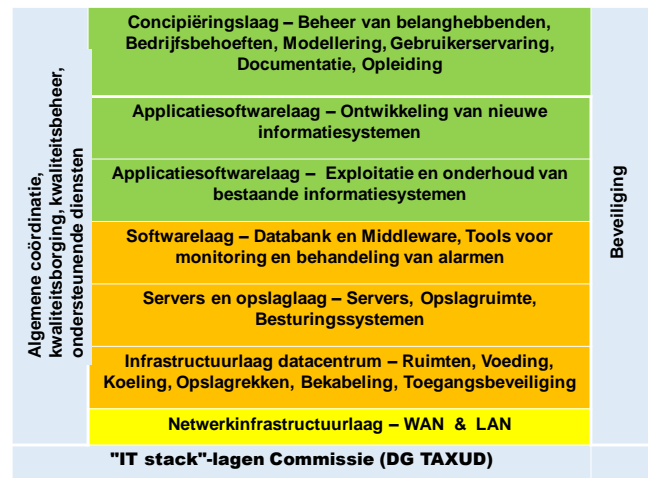 Algemene coördinatie,
kwaliteitsborging, kwaliteitsbeheer,
ondersteunende diensten
Concipiëringslaag – Beheer van belanghebbenden,
Bedrijfsbehoeften, Modellering, Gebruikerservaring,
Documentatie, Opleiding
Applicatiesoftwarelaag – Ontwikkeling van nieuwe
informatiesystemen
Applicatiesoftwarelaag – Exploitatie en onderhoud van
bestaande informatiesystemen
Softwarelaag – Databank en Middleware, Tools voor
monitoring en behandeling van alarmen
Servers en opslaglaag – Servers, Opslagruimte,
Besturingssystemen
Infrastructuurlaag datacentrum – Ruimten, Voeding,
Koeling, Opslagrekken, Bekabeling, Toegangsbeveiliging
Netwerkinfrastructuurlaag – WAN & LAN
Beveiliging
"IT stack"-lagen Commissie (DG TAXUD)